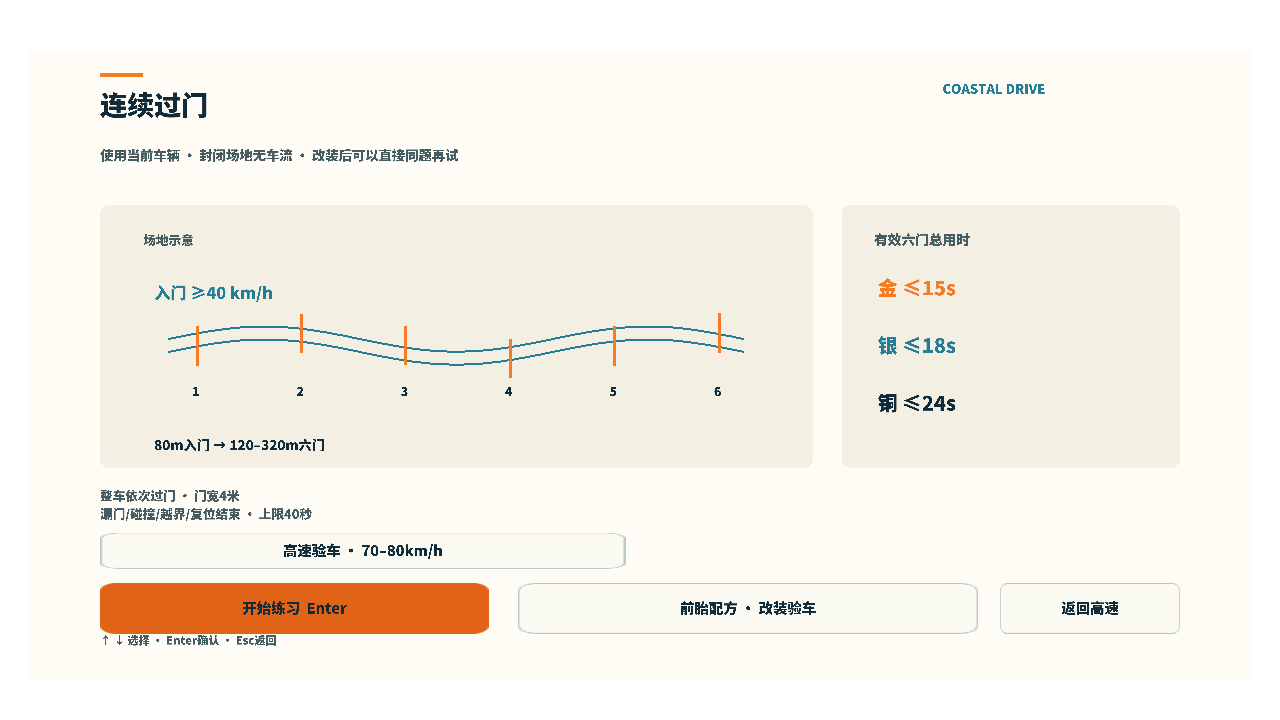 连续过门
COASTAL DRIVE
使用当前车辆 · 封闭场地无车流 · 改装后可以直接同题再试
场地示意
入门 ≥40 km/h
1 2 3 4 5 6
80m入门 → 120–320m六门
有效六门总用时
金 ≤15s
银 ≤18s
铜 ≤24s
整车依次过门 · 门宽4米
漏门/碰撞/越界/复位结束 · 上限40秒
高速验车 · 70–80km/h
开始练习 Enter
前胎配方 · 改装验车
返回高速
↑ ↓ 选择 · Enter确认 · Esc返回